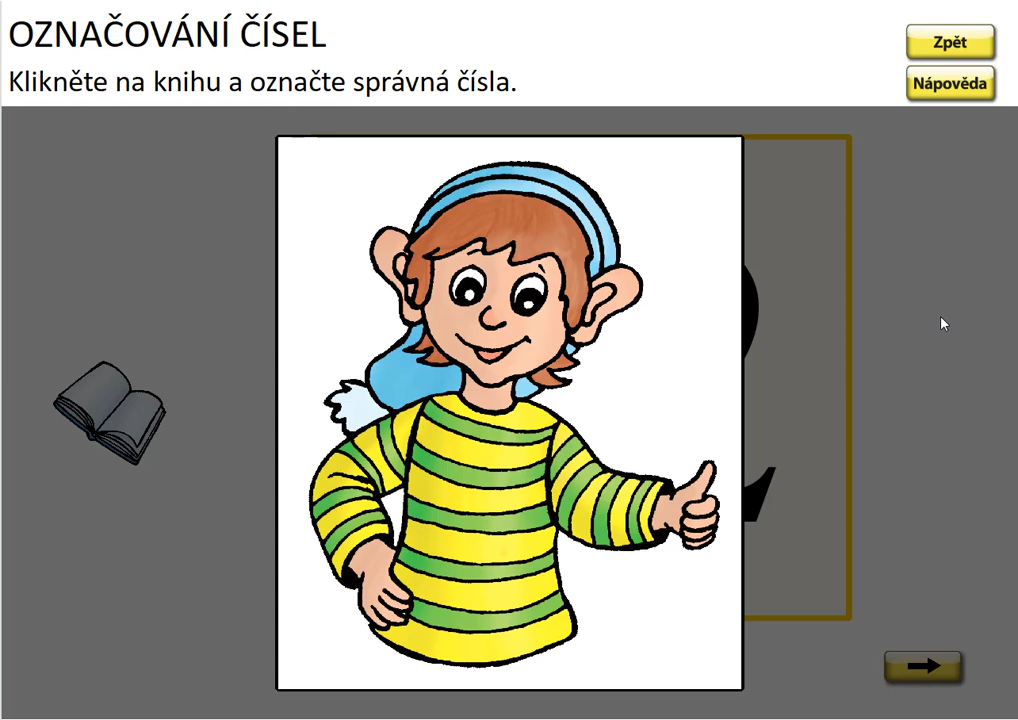 OZNAČOVÁNÍ ČÍSEL
Klikněte na knihu a označte správná čísla.
Zpět
Nápověda